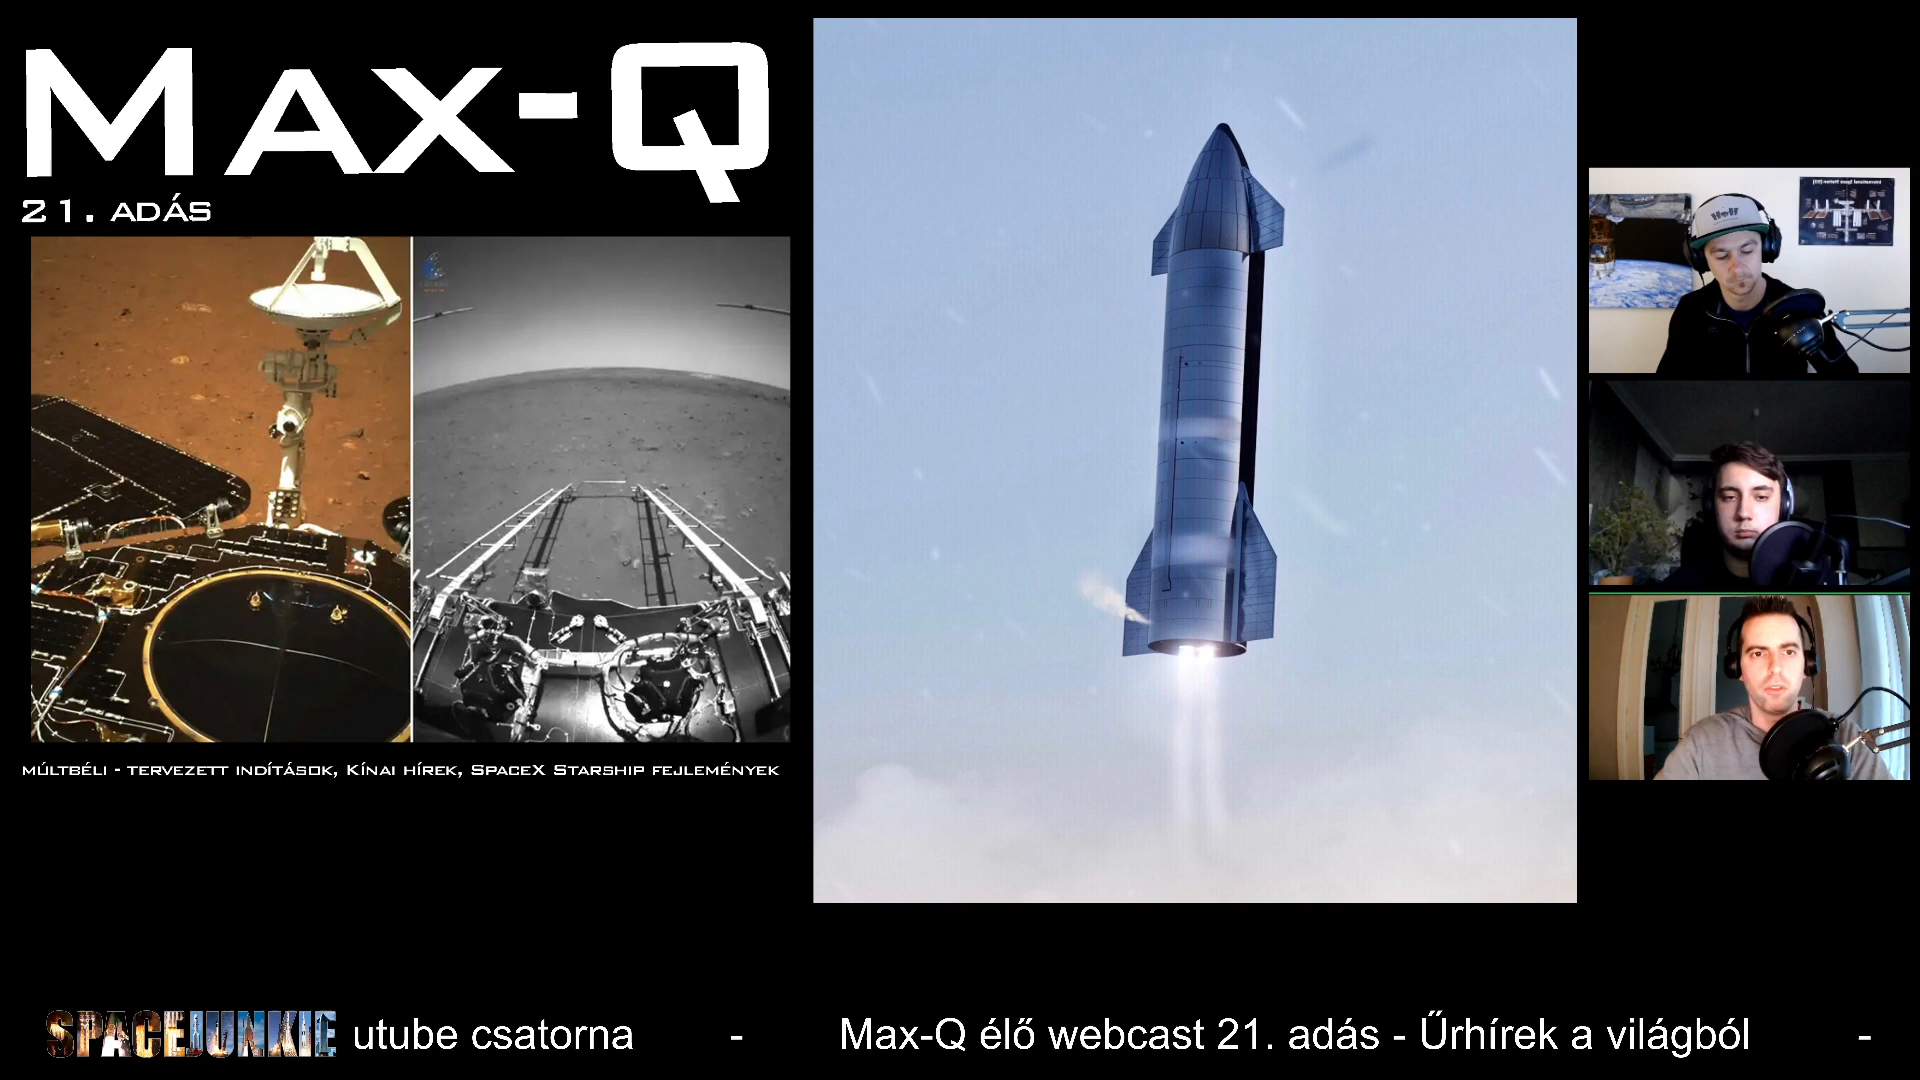 Max-Q
21. adás
múltbéli - tervezett indítások, Kínai hírek, SpaceX Starship fejlemények
SPACEJUNKIE utube csatorna - Max-Q élő webcast 21. adás - Űrhírek a világból -